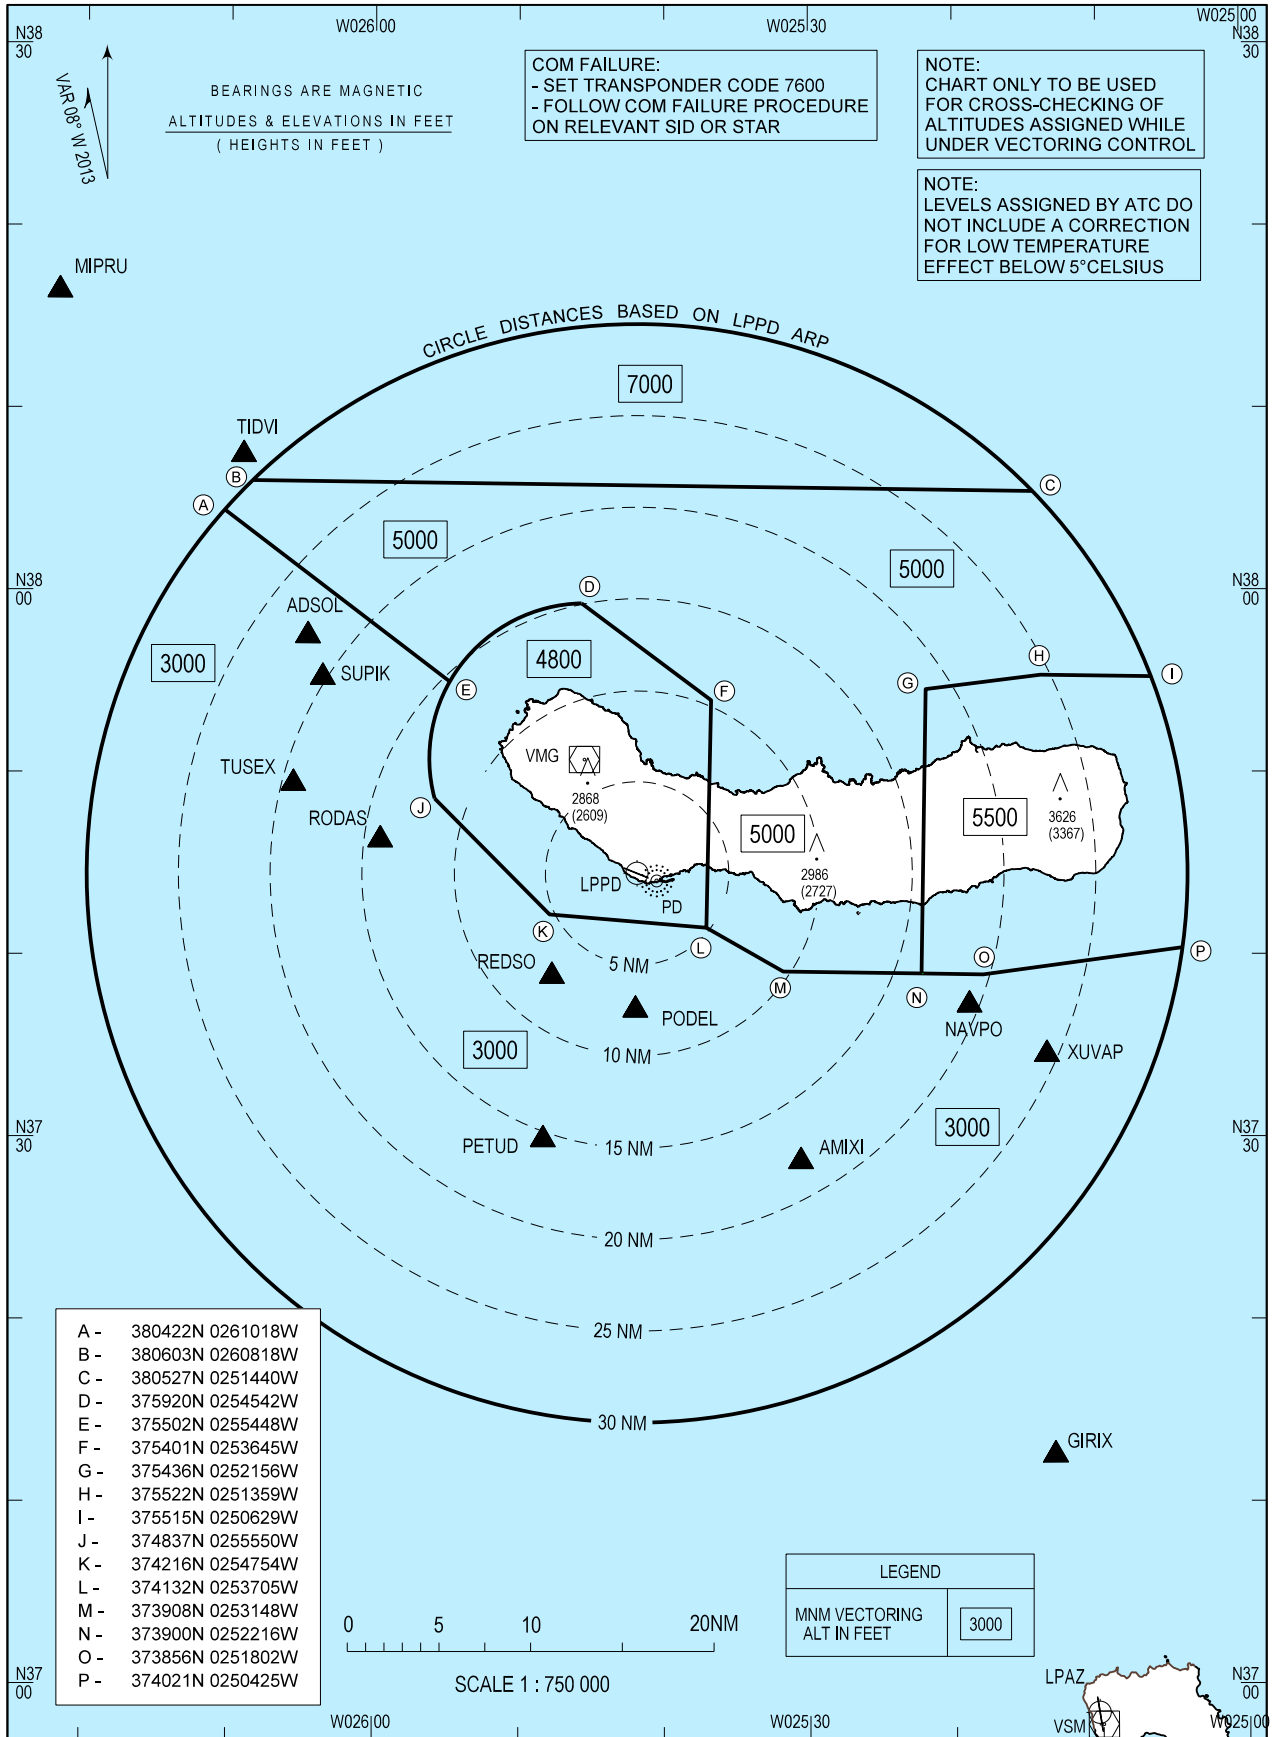 W026 00
W025 30
W025 00
N38
30
N38
30
VAR 08° W 2013
BEARINGS ARE MAGNETIC
ALTITUDES & ELEVATIONS IN FEET
( HEIGHTS IN FEET )
COM FAILURE:
- SET TRANSPONDER CODE 7600
- FOLLOW COM FAILURE PROCEDURE
ON RELEVANT SID OR STAR
NOTE:
CHART ONLY TO BE USED
FOR CROSS-CHECKING OF
ALTITUDES ASSIGNED WHILE
UNDER VECTORING CONTROL
NOTE:
LEVELS ASSIGNED BY ATC DO
NOT INCLUDE A CORRECTION
FOR LOW TEMPERATURE
EFFECT BELOW 5°CELSIUS
MIPRU
CIRCLE DISTANCES BASED ON LPPD ARP
7000
TIDVI
B
A
C
5000
5000
N38
00
N38
00
D
ADSOL
3000
SUPIK
4800
E
F
G
H
I
TUSEX
VMG
2868
(2609)
J
RODAS
5000
2986
(2727)
5500
3626
(3367)
LPPD
PD
K
L
M
N
O
P
REDSO
5 NM
PODEL
NAVPO
3000
10 NM
XUVAP
N37
30
N37
30
PETUD
15 NM
AMIXI
3000
20 NM
25 NM
30 NM
GIRIX
A - 380422N 0261018W
B - 380603N 0260818W
C - 380527N 0251440W
D - 375920N 0254542W
E - 375502N 0255448W
F - 375401N 0253645W
G - 375436N 0252156W
H - 375522N 0251359W
I - 375515N 0250629W
J - 374837N 0255550W
K - 374216N 0254754W
L - 374132N 0253705W
M - 373908N 0253148W
N - 373900N 0252216W
O - 373856N 0251802W
P - 374021N 0250425W
0 5 10 20NM
SCALE 1 : 750 000
LEGEND
MNM VECTORING
ALT IN FEET
3000
N37
00
N37
00
LPAZ
VSM
W026 00
W025 30
W025 00